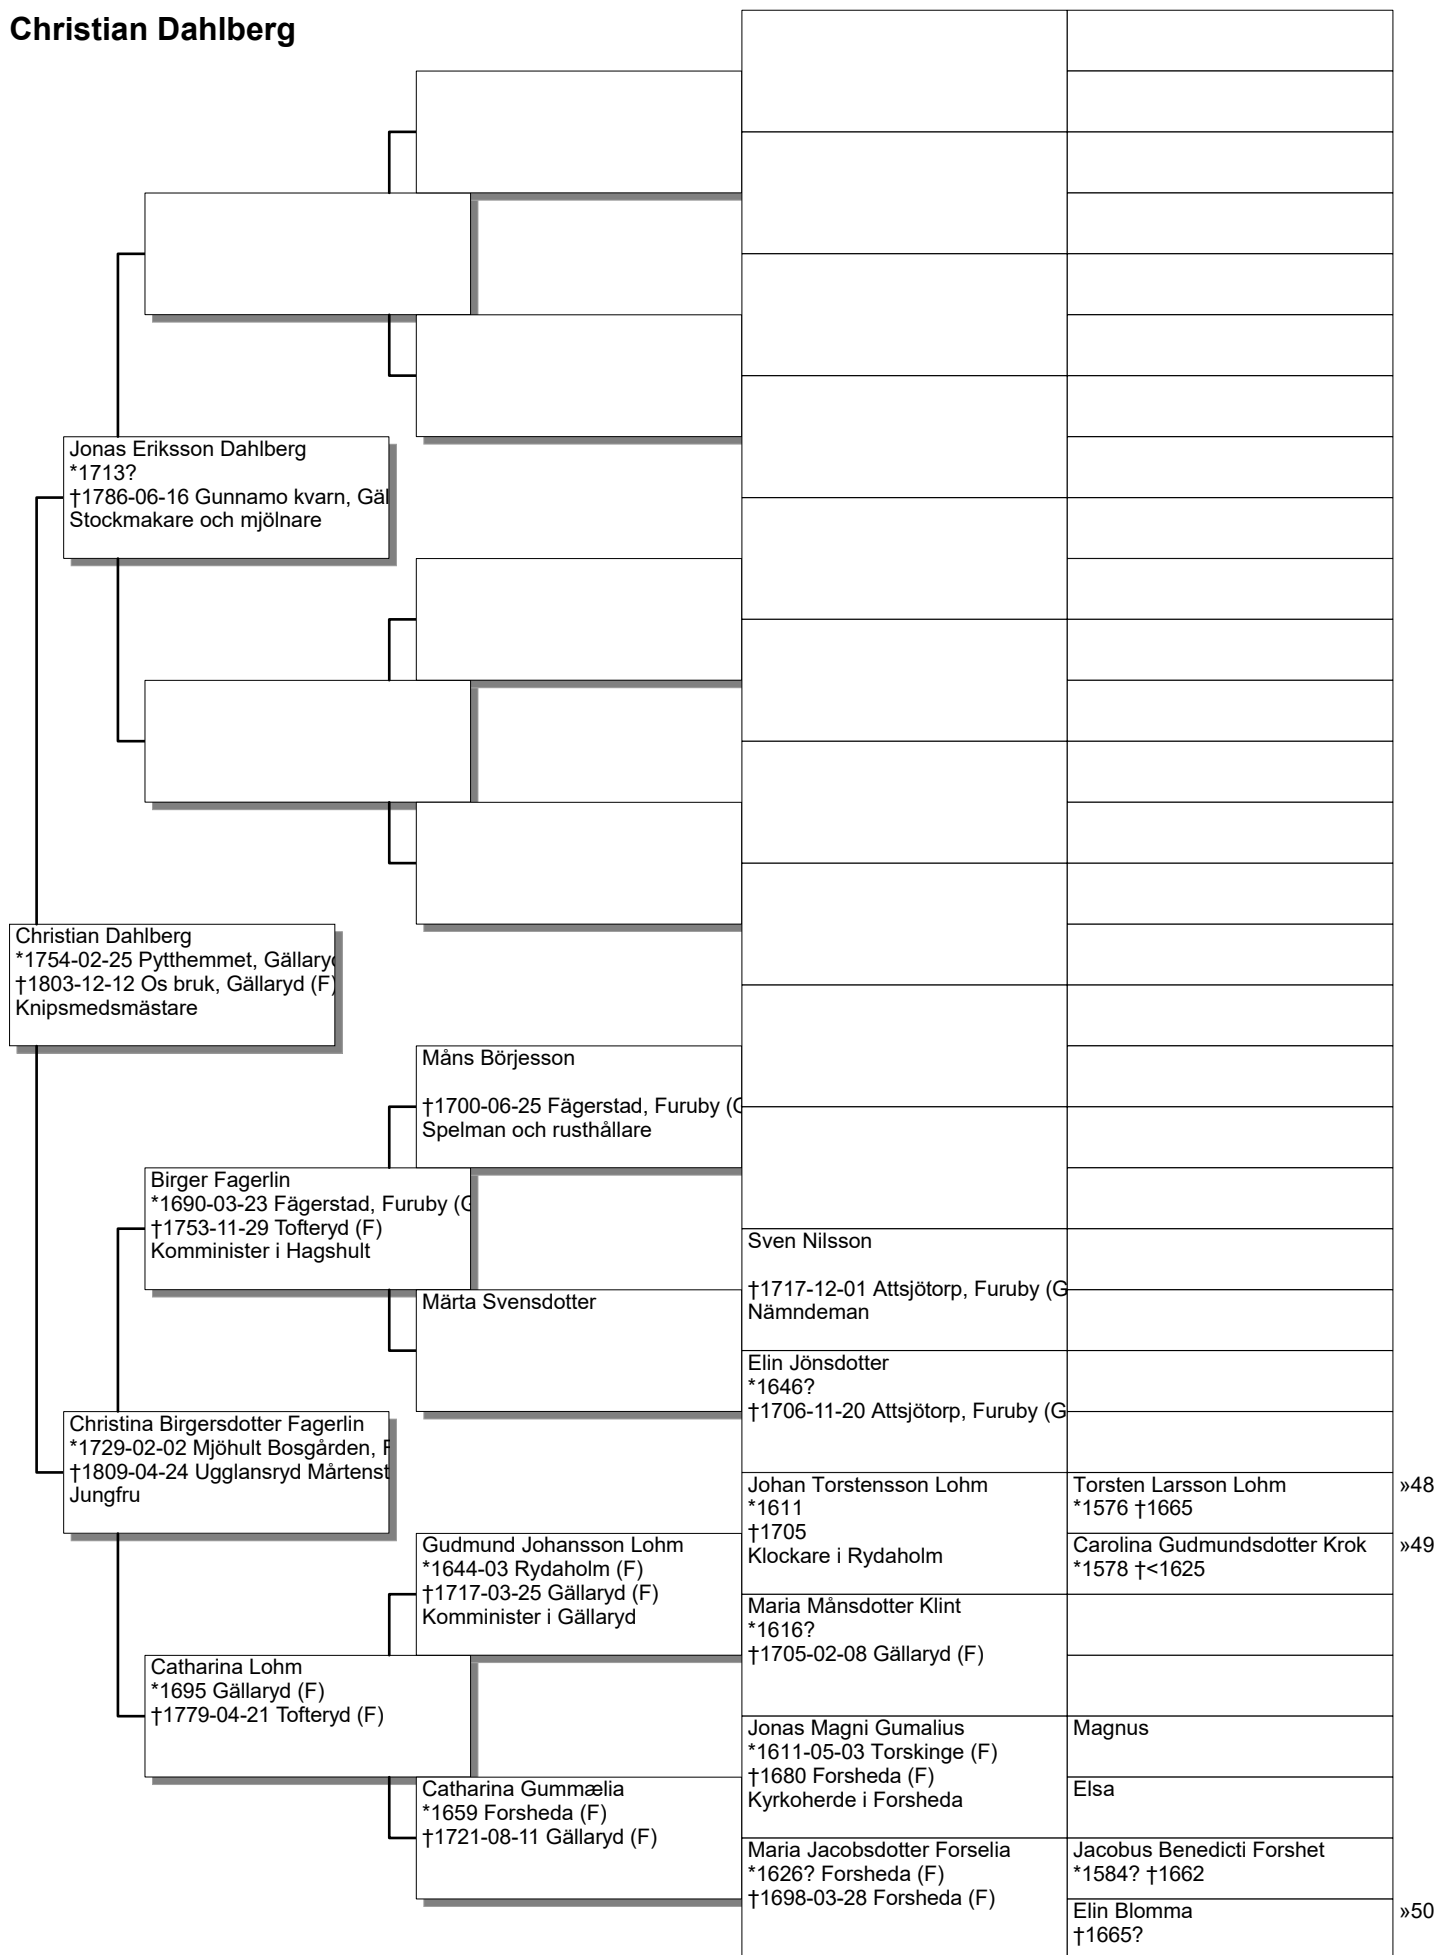 Christian Dahlberg
Jonas Eriksson Dahlberg
*1713?
†1786-06-16 Gunnamo kvarn, Gäl
Stockmakare och mjölnare
Christian Dahlberg
*1754-02-25 Pytthemmet, Gällaryd
†1803-12-12 Os bruk, Gällaryd (F)
Knipsmedsmästare
Måns Börjesson
†1700-06-25 Fägerstad, Furuby (G
Spelman och rusthållare
Birger Fagerlin
*1690-03-23 Fägerstad, Furuby (G
†1753-11-29 Tofteryd (F)
Komminister i Hagshult
Sven Nilsson
†1717-12-01 Attsjötorp, Furuby (G
Nämndeman
Märta Svensdotter
Elin Jönsdotter
*1646?
†1706-11-20 Attsjötorp, Furuby (G
Christina Birgersdotter Fagerlin
*1729-02-02 Mjöhult Bosgården, F
†1809-04-24 Ugglansryd Mårtenst
Jungfru
Johan Torstensson Lohm
*1611
†1705
Klockare i Rydaholm
Torsten Larsson Lohm
*1576 †1665
»48
Carolina Gudmundsdotter Krok
*1578 †<1625
»49
Gudmund Johansson Lohm
*1644-03 Rydaholm (F)
†1717-03-25 Gällaryd (F)
Komminister i Gällaryd
Maria Månsdotter Klint
*1616?
†1705-02-08 Gällaryd (F)
Catharina Lohm
*1695 Gällaryd (F)
†1779-04-21 Tofteryd (F)
Jonas Magni Gumalius
*1611-05-03 Torskinge (F)
†1680 Forsheda (F)
Kyrkoherde i Forsheda
Magnus
Elsa
Catharina Gummælia
*1659 Forsheda (F)
†1721-08-11 Gällaryd (F)
Maria Jacobsdotter Forselia
*1626? Forsheda (F)
†1698-03-28 Forsheda (F)
Jacobus Benedicti Forshet
*1584? †1662
Elin Blomma
†1665?
»50